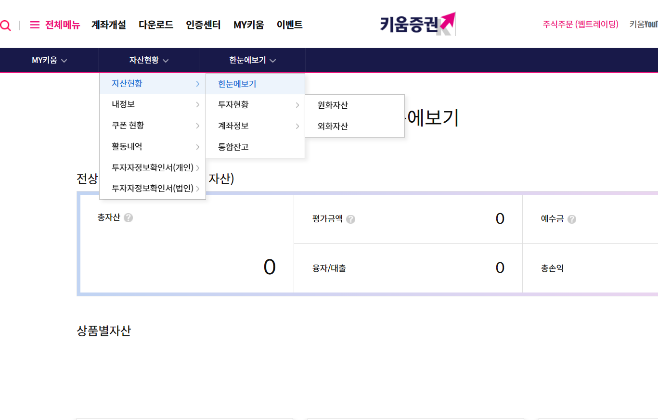 전체메뉴 계좌개설 다운로드 인증센터 MY키움 이벤트
키움증권
주식주문 (웹트레이딩) 키움
MY키움 자산현황 한눈에보기
자산현황
내정보
쿠폰 현황
활동내역
투자자정보확인서(개인)
투자자정보확인서(법인)
한눈에보기
투자현황
계좌정보
통합잔고
원화자산
외화자산
에보기
전상
자산)
총자산 ?
0
평가금액 ? 0
예수금 ?
융자/대출 0
총손익
상품별자산